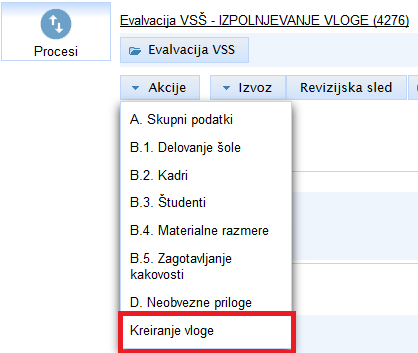 Procesi
Evalvacija VSŠ - IZPOLNJEVANJE VLOGE (4276)
Evalvacija VSS
Akcije
Izvoz
Revizijska sled
A. Skupni podatki
B.1. Delovanje šole
B.2. Kadri
B.3. Študenti
B.4. Materialne razmere
B.5. Zagotavljanje
kakovosti
D. Neobvezne priloge
Kreiranje vloge